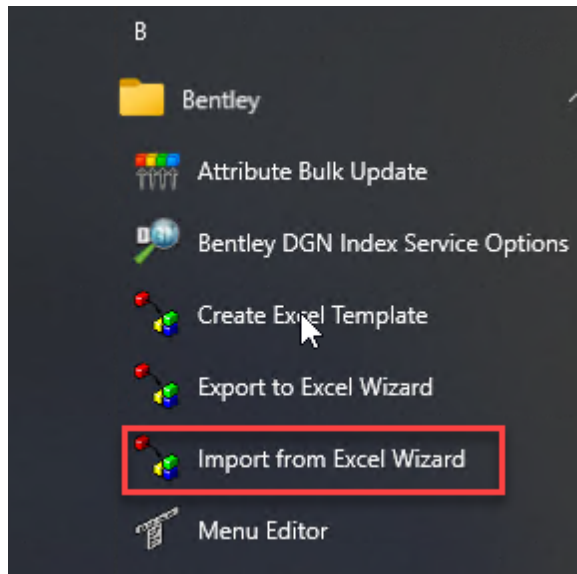 B
Bentley
Attribute Bulk Update
Bentley DGN Index Service Options
Create Excel Template
Export to Excel Wizard
Import from Excel Wizard
Menu Editor